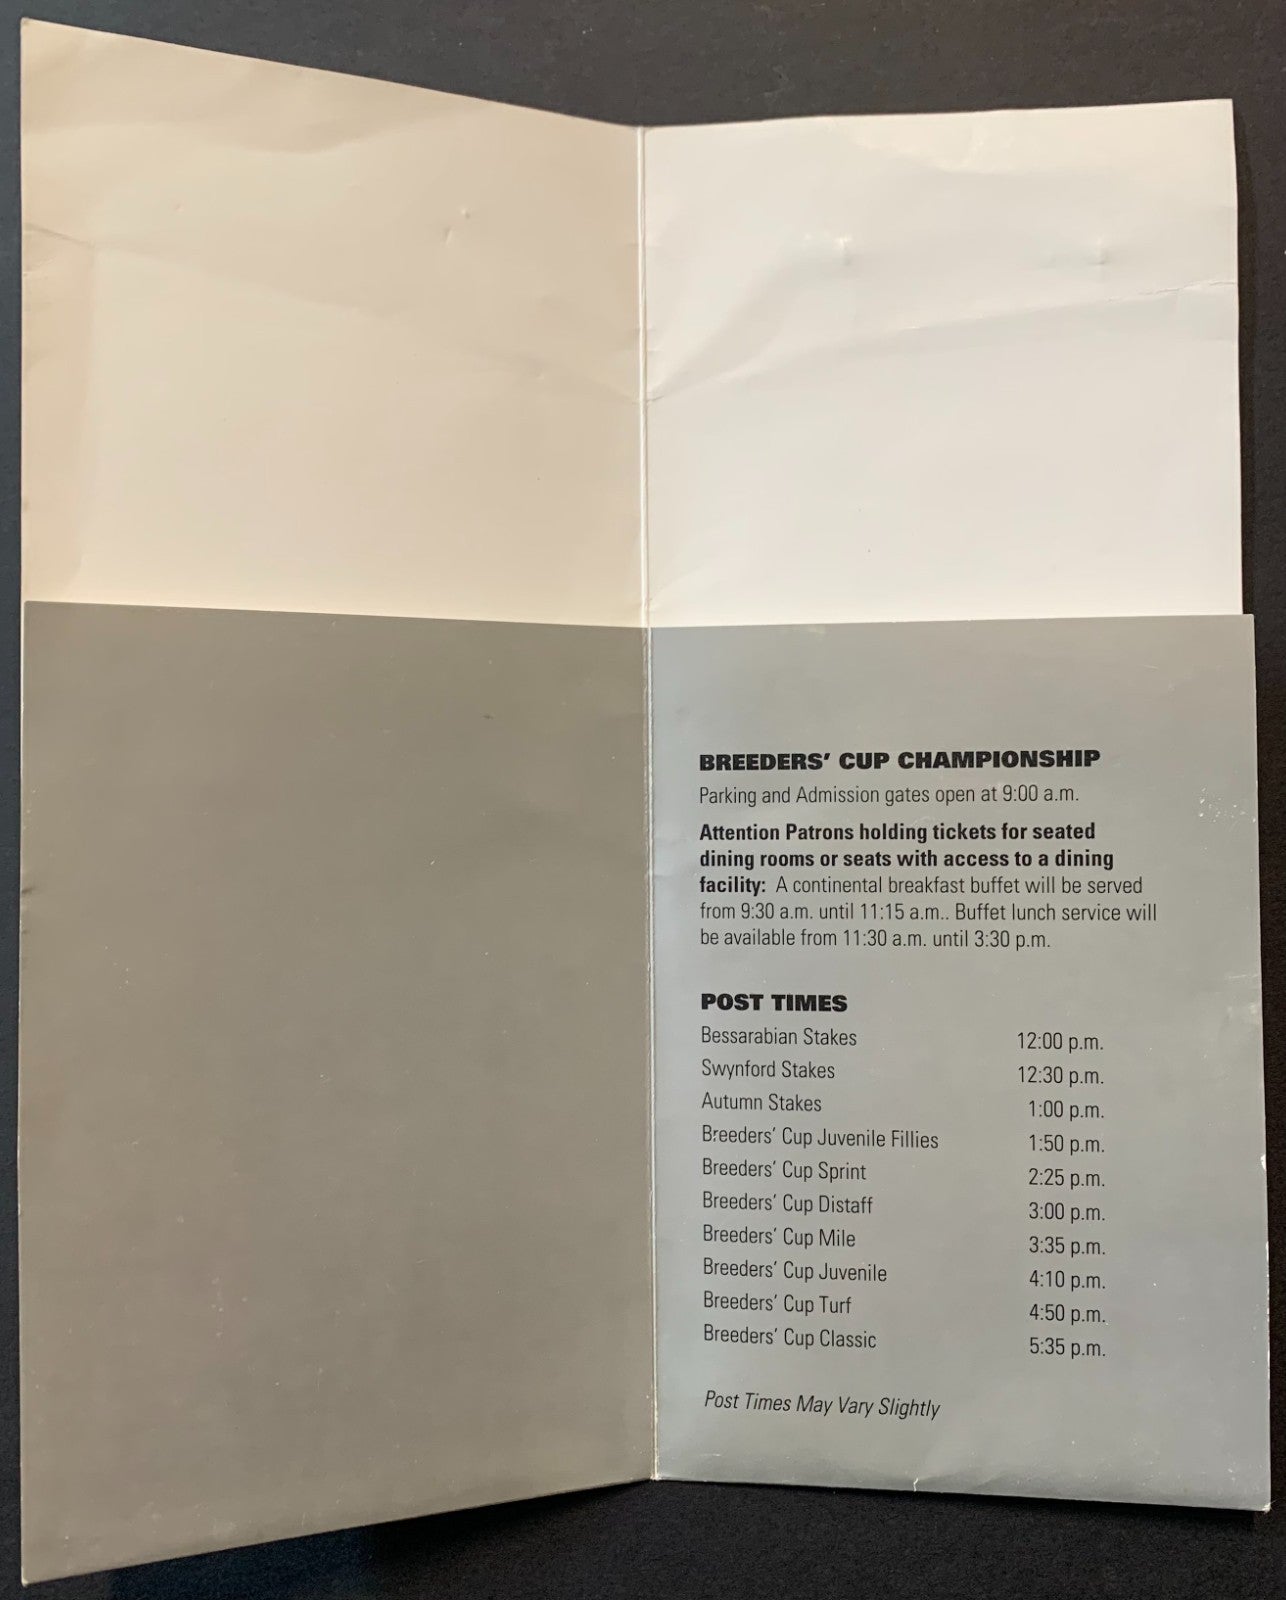 BREEDERS' CUP CHAMPIONSHIP
Parking and Admission gates open at 9:00 a.m.
Attention Patrons holding tickets for seated
dining rooms or seats with access to a dining
facility: A continental breakfast buffet will be served
from 9:30 a.m. until 11:15 a.m.. Buffet lunch service will
be available from 11:30 a.m. until 3:30 p.m.
POST TIMES
Bessarabian Stakes 12:00 p.m.
Swynford Stakes 12:30 p.m.
Autumn Stakes 1:00 p.m.
Breeders' Cup Juvenile Fillies 1:50 p.m.
Breeders' Cup Sprint 2:25 p.m.
Breeders' Cup Distaff 3:00 p.m.
Breeders' Cup Mile 3:35 p.m.
Breeders' Cup Juvenile 4:10 p.m.
Breeders' Cup Turf 4:50 p.m.
Breeders' Cup Classic 5:35 p.m.
Post Times May Vary Slightly